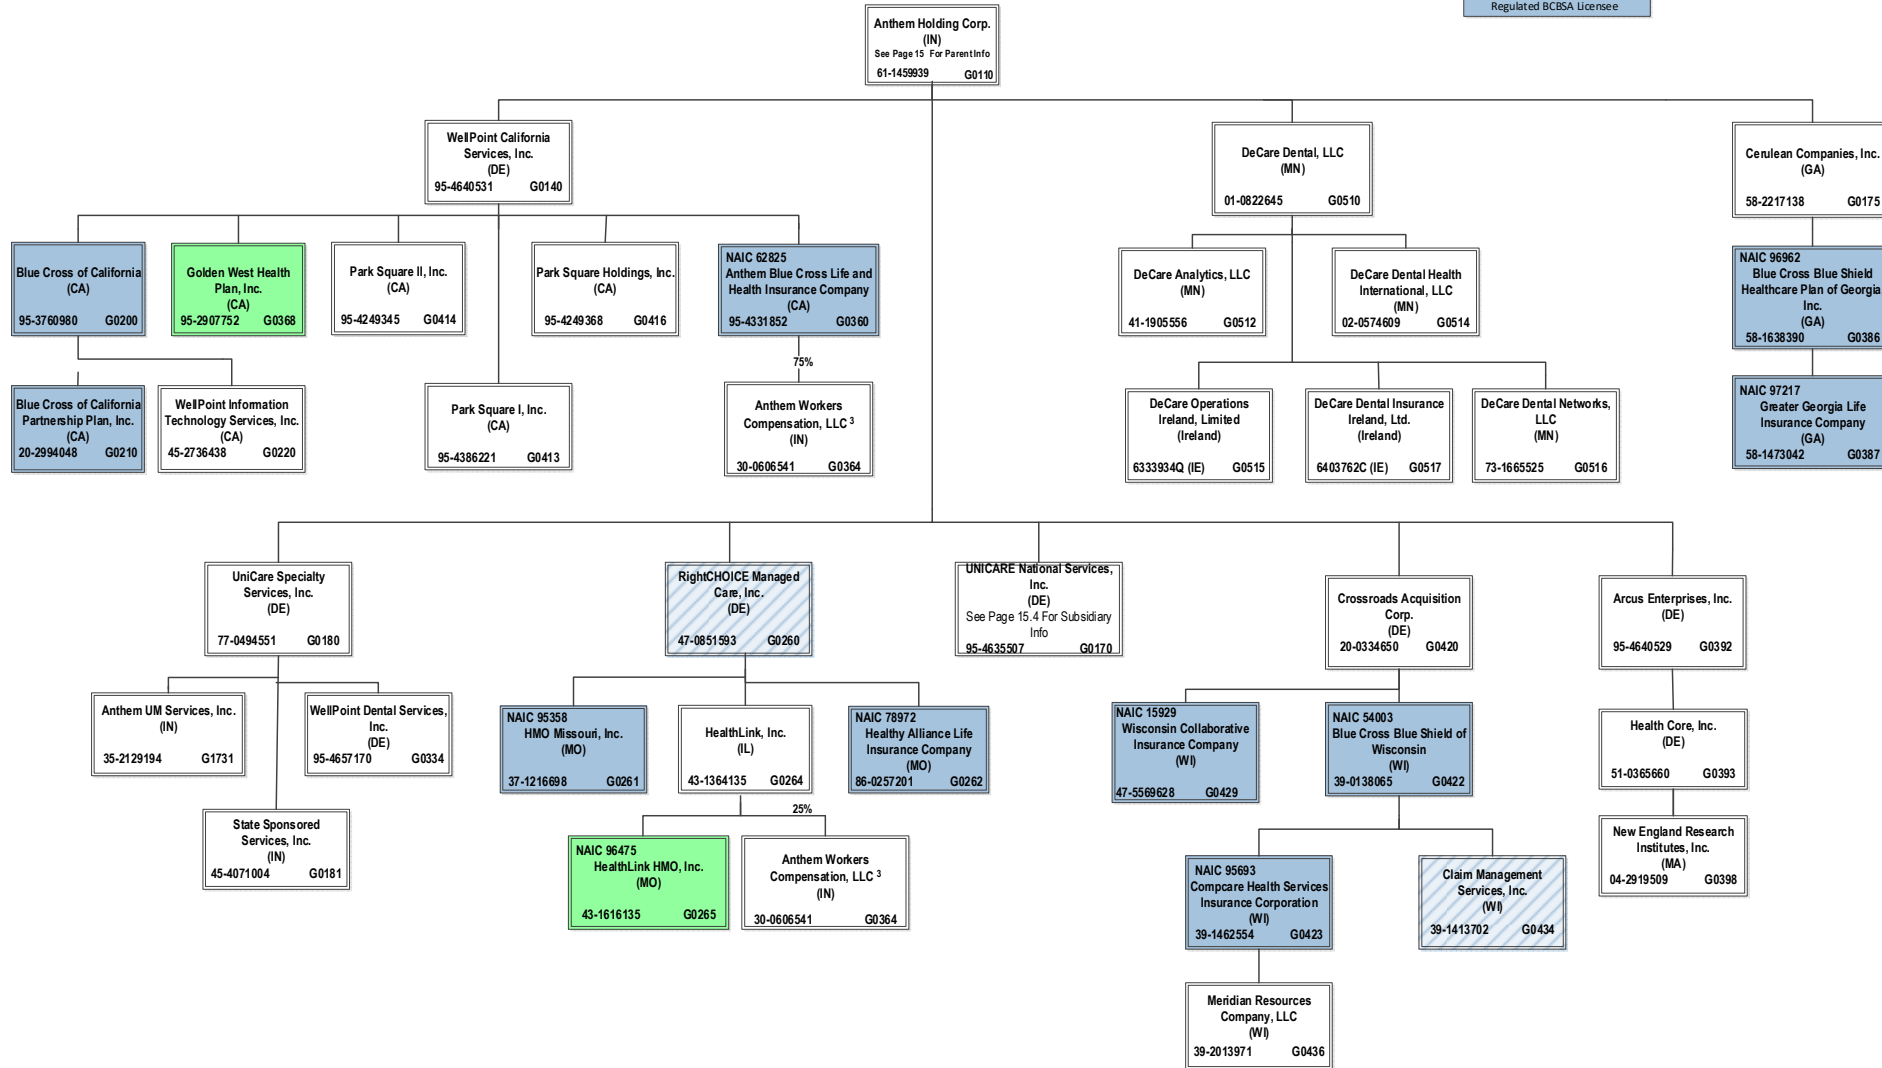 Regulated BCBSA Licensee
Anthem Holding Corp.
(IN)
See Page 15 For Parent Info
61-1459939 G0110
WellPoint California
Services, Inc.
(DE)
95-4640531 G0140
DeCare Dental, LLC
(MN)
01-0822645 G0510
Cerulean Companies, Inc.
(GA)
58-2217138 G0175
Blue Cross of California
(CA)
95-3760980 G0200
Golden West Health
Plan, Inc.
(CA)
95-2907752 G0368
Park Square II, Inc.
(CA)
95-4249345 G0414
Park Square Holdings, Inc.
(CA)
95-4249368 G0416
NAIC 62825
Anthem Blue Cross Life and
Health Insurance Company
(CA)
95-4331852 G0360
DeCare Analytics, LLC
(MN)
41-1905556 G0512
DeCare Dental Health
International, LLC
(MN)
02-0574609 G0514
NAIC 96962
Blue Cross Blue Shield
Healthcare Plan of Georgia
Inc.
(GA)
58-1638390 G0386
75%
Blue Cross of California
Partnership Plan, Inc.
(CA)
20-2994048 G0210
WellPoint Information
Technology Services, Inc.
(CA)
45-2736438 G0220
Park Square I, Inc.
(CA)
95-4386221 G0413
Anthem Workers
Compensation, LLC 3
(IN)
30-0606541 G0364
DeCare Operations
Ireland, Limited
(Ireland)
6333934Q (IE) G0515
DeCare Dental Insurance
Ireland, Ltd.
(Ireland)
6403762C (IE) G0517
DeCare Dental Networks,
LLC
(MN)
73-1665525 G0516
NAIC 97217
Greater Georgia Life
Insurance Company
(GA)
58-1473042 G0387
UniCare Specialty
Services, Inc.
(DE)
77-0494551 G0180
RightCHOICE Managed
Care, Inc.
(DE)
47-0851593 G0260
UNICARE National Services,
Inc.
(DE)
See Page 15.4 For Subsidiary
Info
95-4635507 G0170
Crossroads Acquisition
Corp.
(DE)
20-0334650 G0420
Arcus Enterprises, Inc.
(DE)
95-4640529 G0392
Anthem UM Services, Inc.
(IN)
35-2129194 G1731
WellPoint Dental Services,
Inc.
(DE)
95-4657170 G0334
NAIC 95358
HMO Missouri, Inc.
(MO)
37-1216698 G0261
HealthLink, Inc.
(IL)
43-1364135 G0264
NAIC 78972
Healthy Alliance Life
Insurance Company
(MO)
86-0257201 G0262
NAIC 15929
Wisconsin Collaborative
Insurance Company
(WI)
47-5569628 G0429
NAIC 54003
Blue Cross Blue Shield of
Wisconsin
(WI)
39-0138065 G0422
Health Core, Inc.
(DE)
51-0365660 G0393
State Sponsored
Services, Inc.
(IN)
45-4071004 G0181
25%
NAIC 96475
HealthLink HMO, Inc.
(MO)
43-1616135 G0265
Anthem Workers
Compensation, LLC 3
(IN)
30-0606541 G0364
NAIC 95693
Compcare Health Services
Insurance Corporation
(WI)
39-1462554 G0423
Claim Management
Services, Inc.
(WI)
39-1413702 G0434
New England Research
Institutes, Inc.
(MA)
04-2919509 G0398
Meridian Resources
Company, LLC
(WI)
39-2013971 G0436